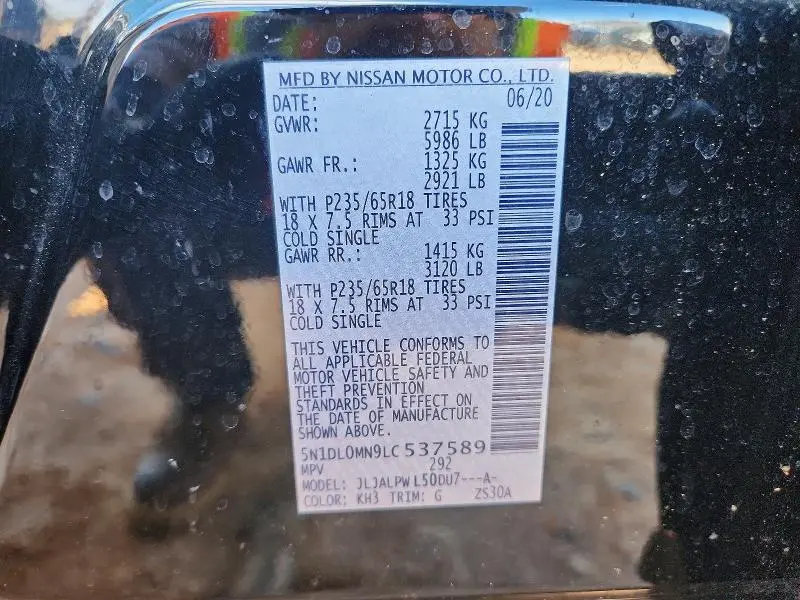 MFD BY NISSAN MOTOR CO., LTD.
DATE: 06/20
GVWR: 2715 KG
5986 LB
GAWR FR.: 1325 KG
2921 LB
WITH P235/65R18 TIRES
18 X 7.5 RIMS AT 33 PSI
COLD SINGLE
GAWR RR.: 1415 KG
3120 LB
WITH P235/65R18 TIRES
18 X 7.5 RIMS AT 33 PSI
COLD SINGLE
THIS VEHICLE CONFORMS TO
ALL APPLICABLE FEDERAL
MOTOR VEHICLE SAFETY AND
THEFT PREVENTION
STANDARDS IN EFFECT ON
THE DATE OF MANUFACTURE
SHOWN ABOVE.
5N1DL0MN9LC537589
MPV 292
MODEL: JLJALPWL50DU7---A-
COLOR: KH3 TRIM: G ZS30A